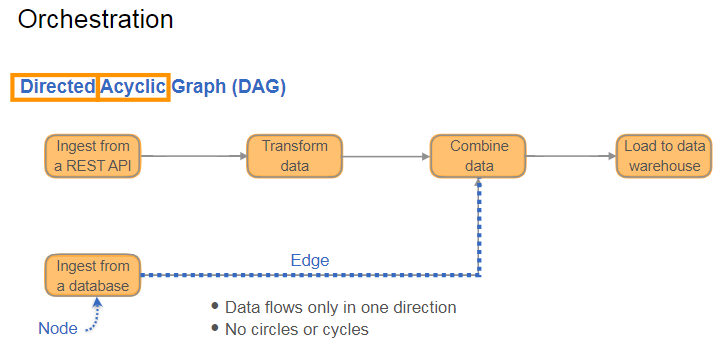 Orchestration
Directed Acyclic Graph (DAG)
Ingest from
a REST API
Transform
data
Combine
data
Load to data
warehouse
Edge
Ingest from
a database
Node
• Data flows only in one direction
• No circles or cycles